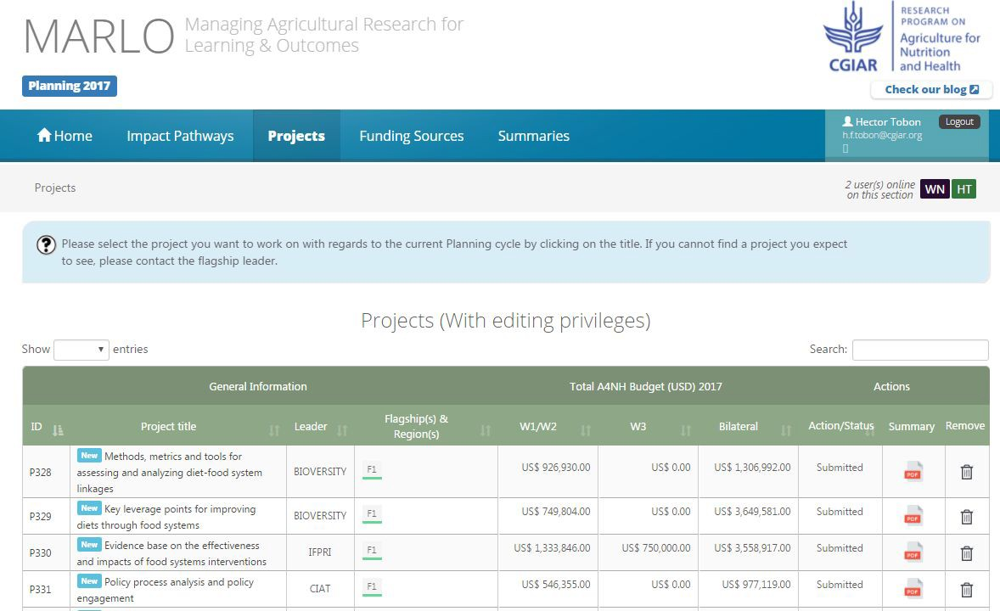 MARLO
Managing Agricultural Research for
Learning & Outcomes
RESEARCH
PROGRAM ON
Agriculture for
Nutrition
and Health
CGIAR
Planning 2017
Check our blog
Home Impact Pathways Projects Funding Sources Summaries
Hector Tobon Logout
h.f.tobon@cgiar.org
Projects
2 user(s) online
on this section
WN HT
Please select the project you want to work on with regards to the current Planning cycle by clicking on the title. If you cannot find a project you expect
to see, please contact the flagship leader.
Projects (With editing privileges)
Show entries Search:
General Information Total A4NH Budget (USD) 2017 Actions
ID Project title Leader Flagship(s) &
Region(s) W1/W2 W3 Bilateral Action/Status Summary Remove
P328 New Methods, metrics and tools for
assessing and analyzing diet-food system
linkages BIOVERSITY F1 US$ 926,930.00 US$ 0.00 US$ 1,306,992.00 Submitted PDF
P329 New Key leverage points for improving
diets through food systems BIOVERSITY F1 US$ 749,804.00 US$ 0.00 US$ 3,649,581.00 Submitted PDF
P330 New Evidence base on the effectiveness
and impacts of food systems interventions IFPRI F1 US$ 1,333,846.00 US$ 750,000.00 US$ 3,558,917.00 Submitted PDF
P331 New Policy process analysis and policy
engagement CIAT F1 US$ 546,355.00 US$ 0.00 US$ 977,119.00 Submitted PDF